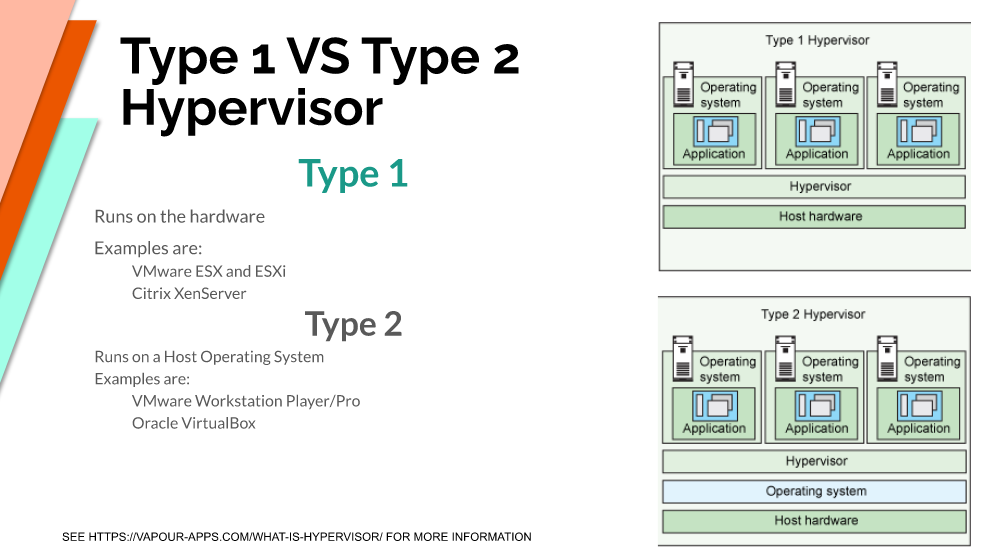 Type 1 VS Type 2
Hypervisor
Type 1
Runs on the hardware
Examples are:
VMware ESX and ESXi
Citrix XenServer
Type 2
Runs on a Host Operating System
Examples are:
VMware Workstation Player/Pro
Oracle VirtualBox
SEE HTTPS://VAPOUR-APPS.COM/WHAT-IS-HYPERVISOR/ FOR MORE INFORMATION
Type 1 Hypervisor
Operating Operating Operating
system system system
Application Application Application
Hypervisor
Host hardware
Type 2 Hypervisor
Operating Operating Operating
system system system
Application Application Application
Hypervisor
Operating system
Host hardware